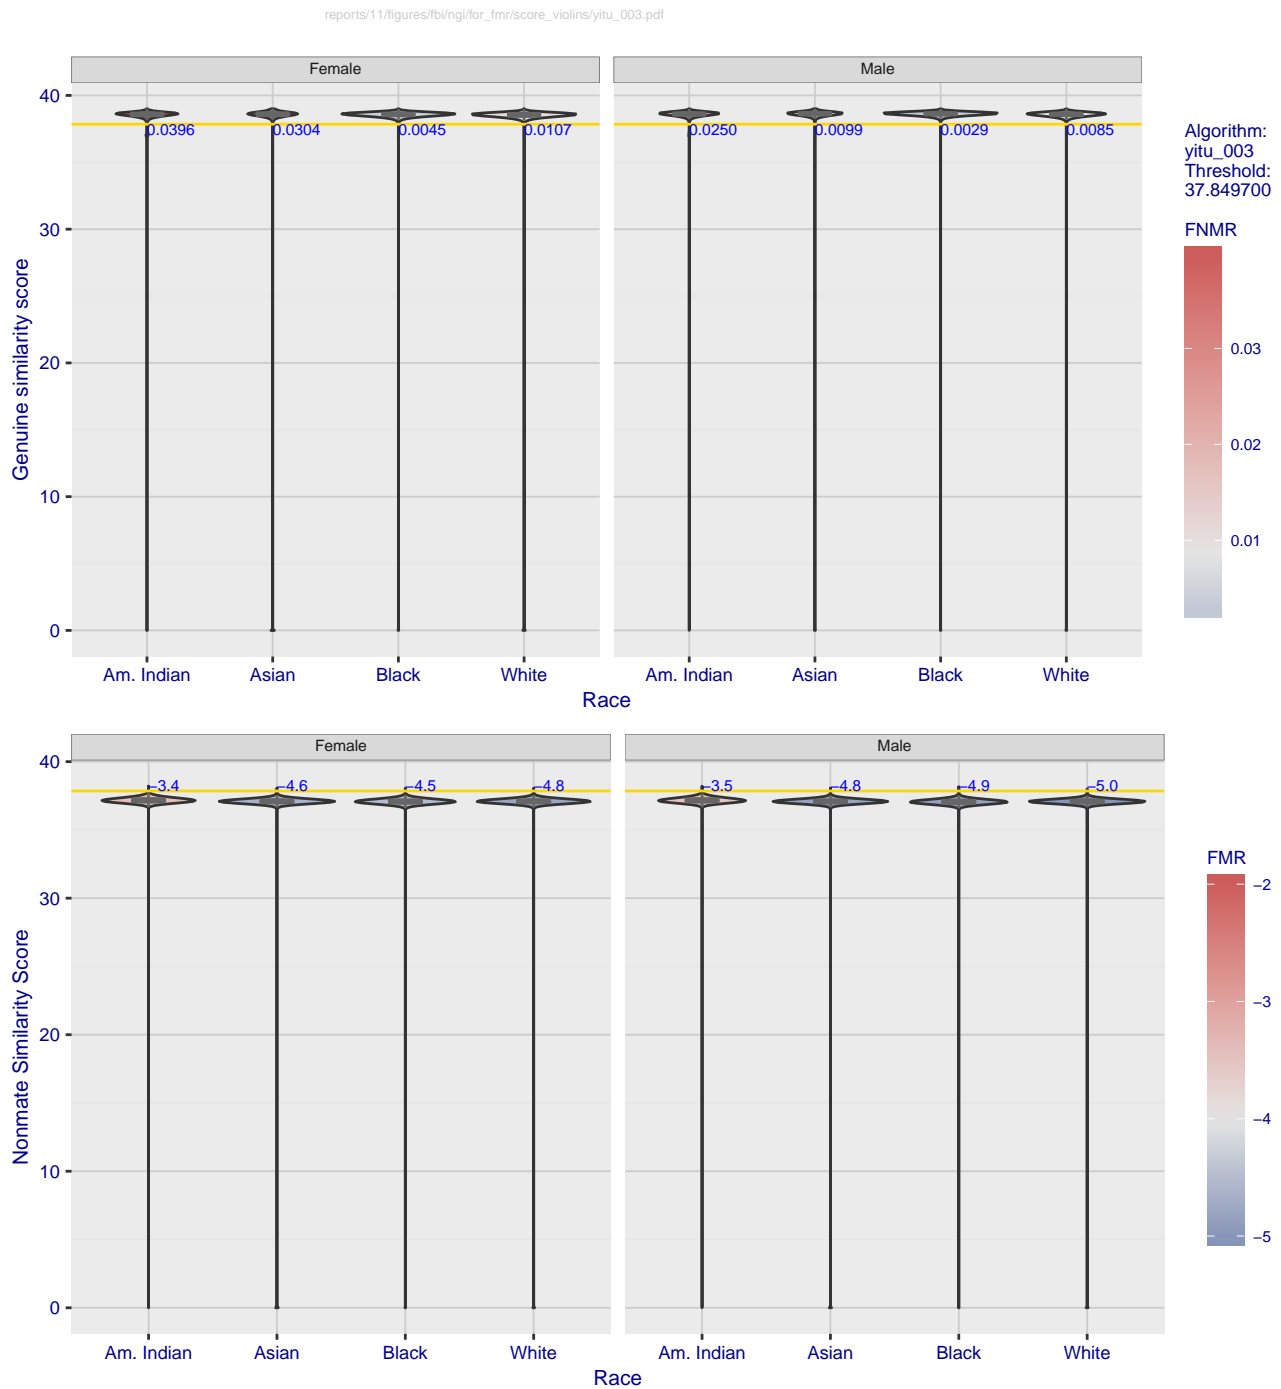 reports/11/figures/fbi/ngi/for_fmr/score_violins/yitu_003.pdf
Female
Male
40
30
20
10
0
Genuine similarity score
0.0396
0.0304
0.0045
0.0107
0.0250
0.0099
0.0029
0.0085
Am. Indian
Asian
Black
White
Am. Indian
Asian
Black
White
Race
Algorithm:
yitu_003
Threshold:
37.849700
FNMR
0.03
0.02
0.01
Female
Male
40
30
20
10
0
Nonmate Similarity Score
−3.4
−4.6
−4.5
−4.8
−3.5
−4.8
−4.9
−5.0
Am. Indian
Asian
Black
White
Am. Indian
Asian
Black
White
Race
FMR
−2
−3
−4
−5